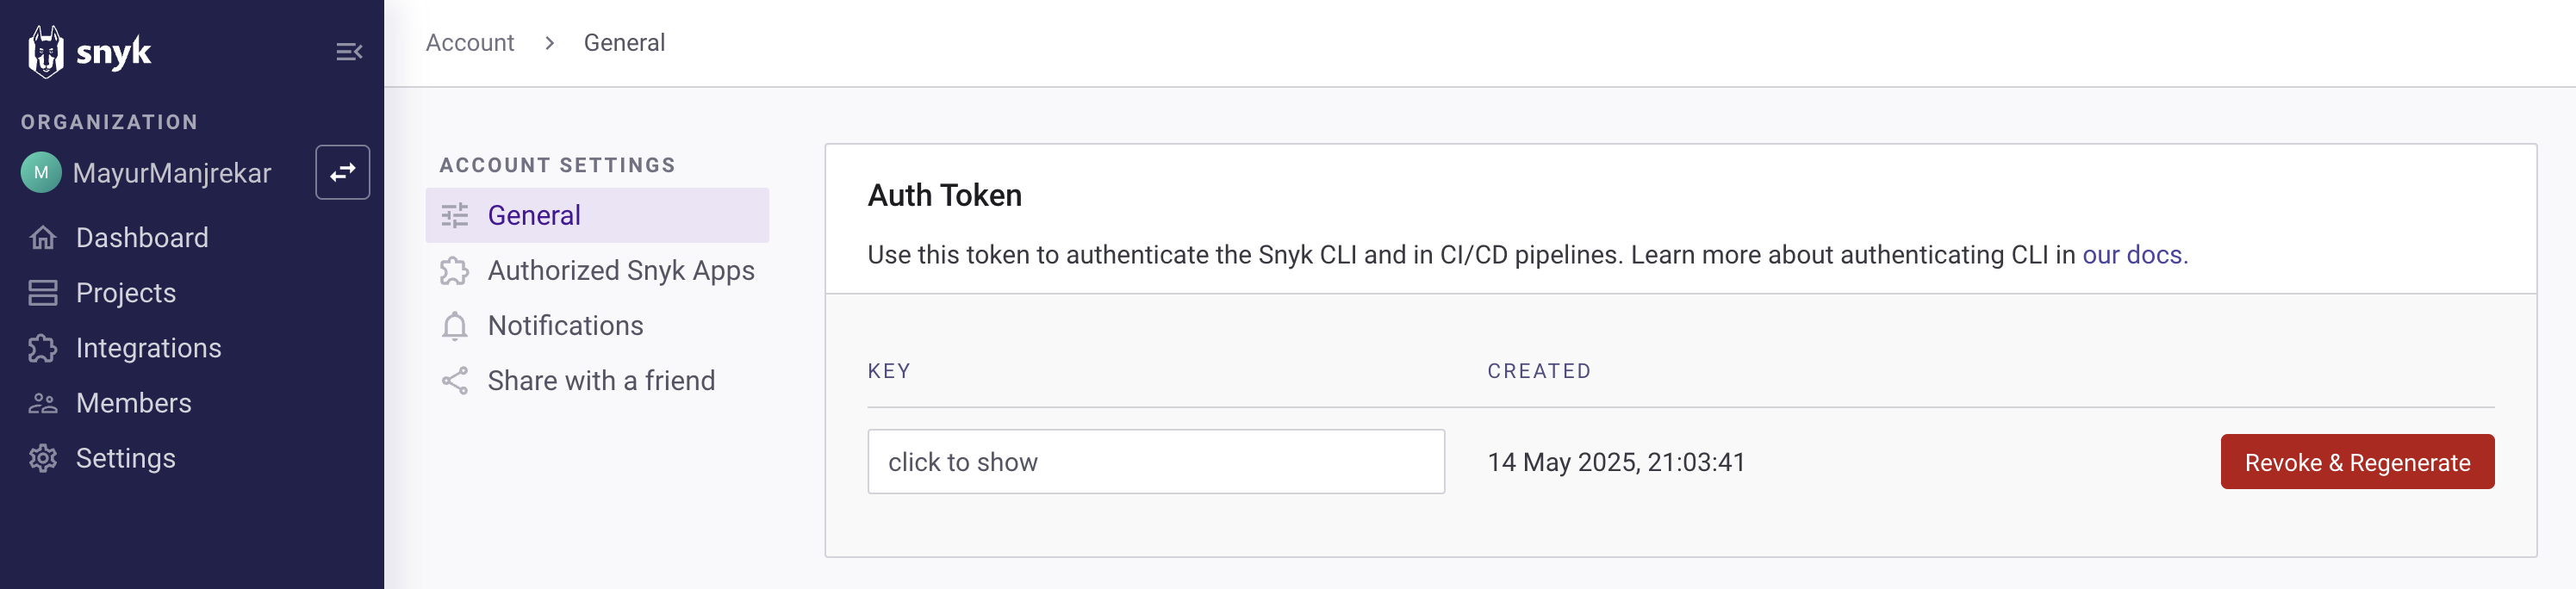 snyk
ORGANIZATION
M MayurManjrekar
Dashboard
Projects
Integrations
Members
Settings
Account > General
ACCOUNT SETTINGS
General
Authorized Snyk Apps
Notifications
Share with a friend
Auth Token
Use this token to authenticate the Snyk CLI and in CI/CD pipelines. Learn more about authenticating CLI in our docs.
KEY CREATED
click to show 14 May 2025, 21:03:41 Revoke & Regenerate